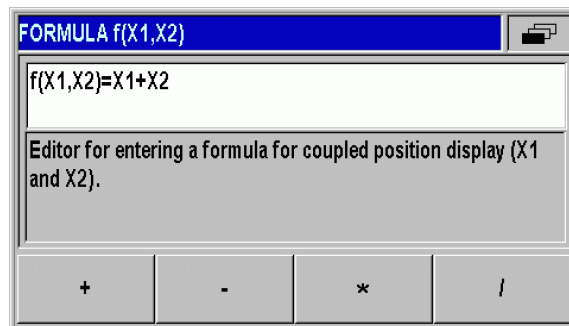 FORMULA f(X1,X2)
f(X1,X2)=X1+X2
Editor for entering a formula for coupled position display (X1
and X2).
+ - * /